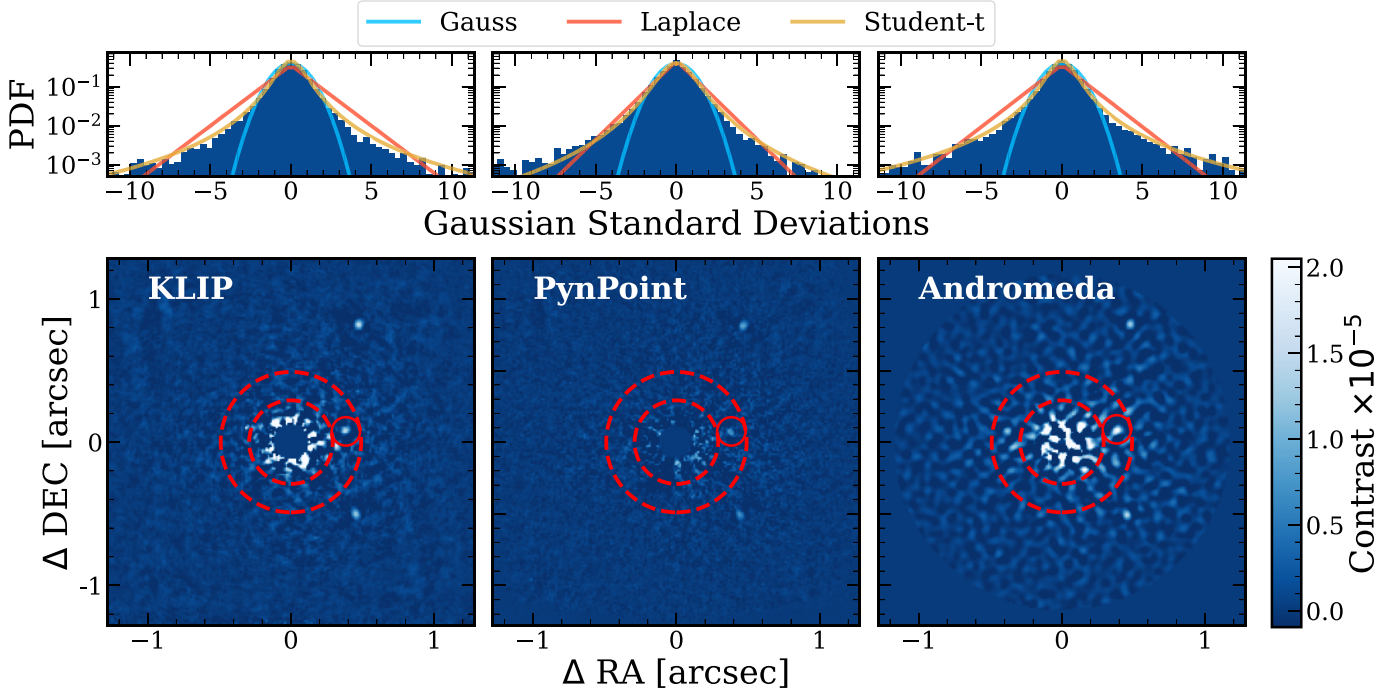 Gauss Laplace Student-t
PDF
10⁻¹
10⁻²
10⁻³
−10 −5 0 5 10 −10 −5 0 5 10 −10 −5 0 5 10
Gaussian Standard Deviations
KLIP PynPoint Andromeda
Δ DEC [arcsec]
1
0
-1
−1 0 1 −1 0 1 −1 0 1
Δ RA [arcsec]
2.0
1.5
1.0
0.5
0.0
Contrast ×10⁻⁵